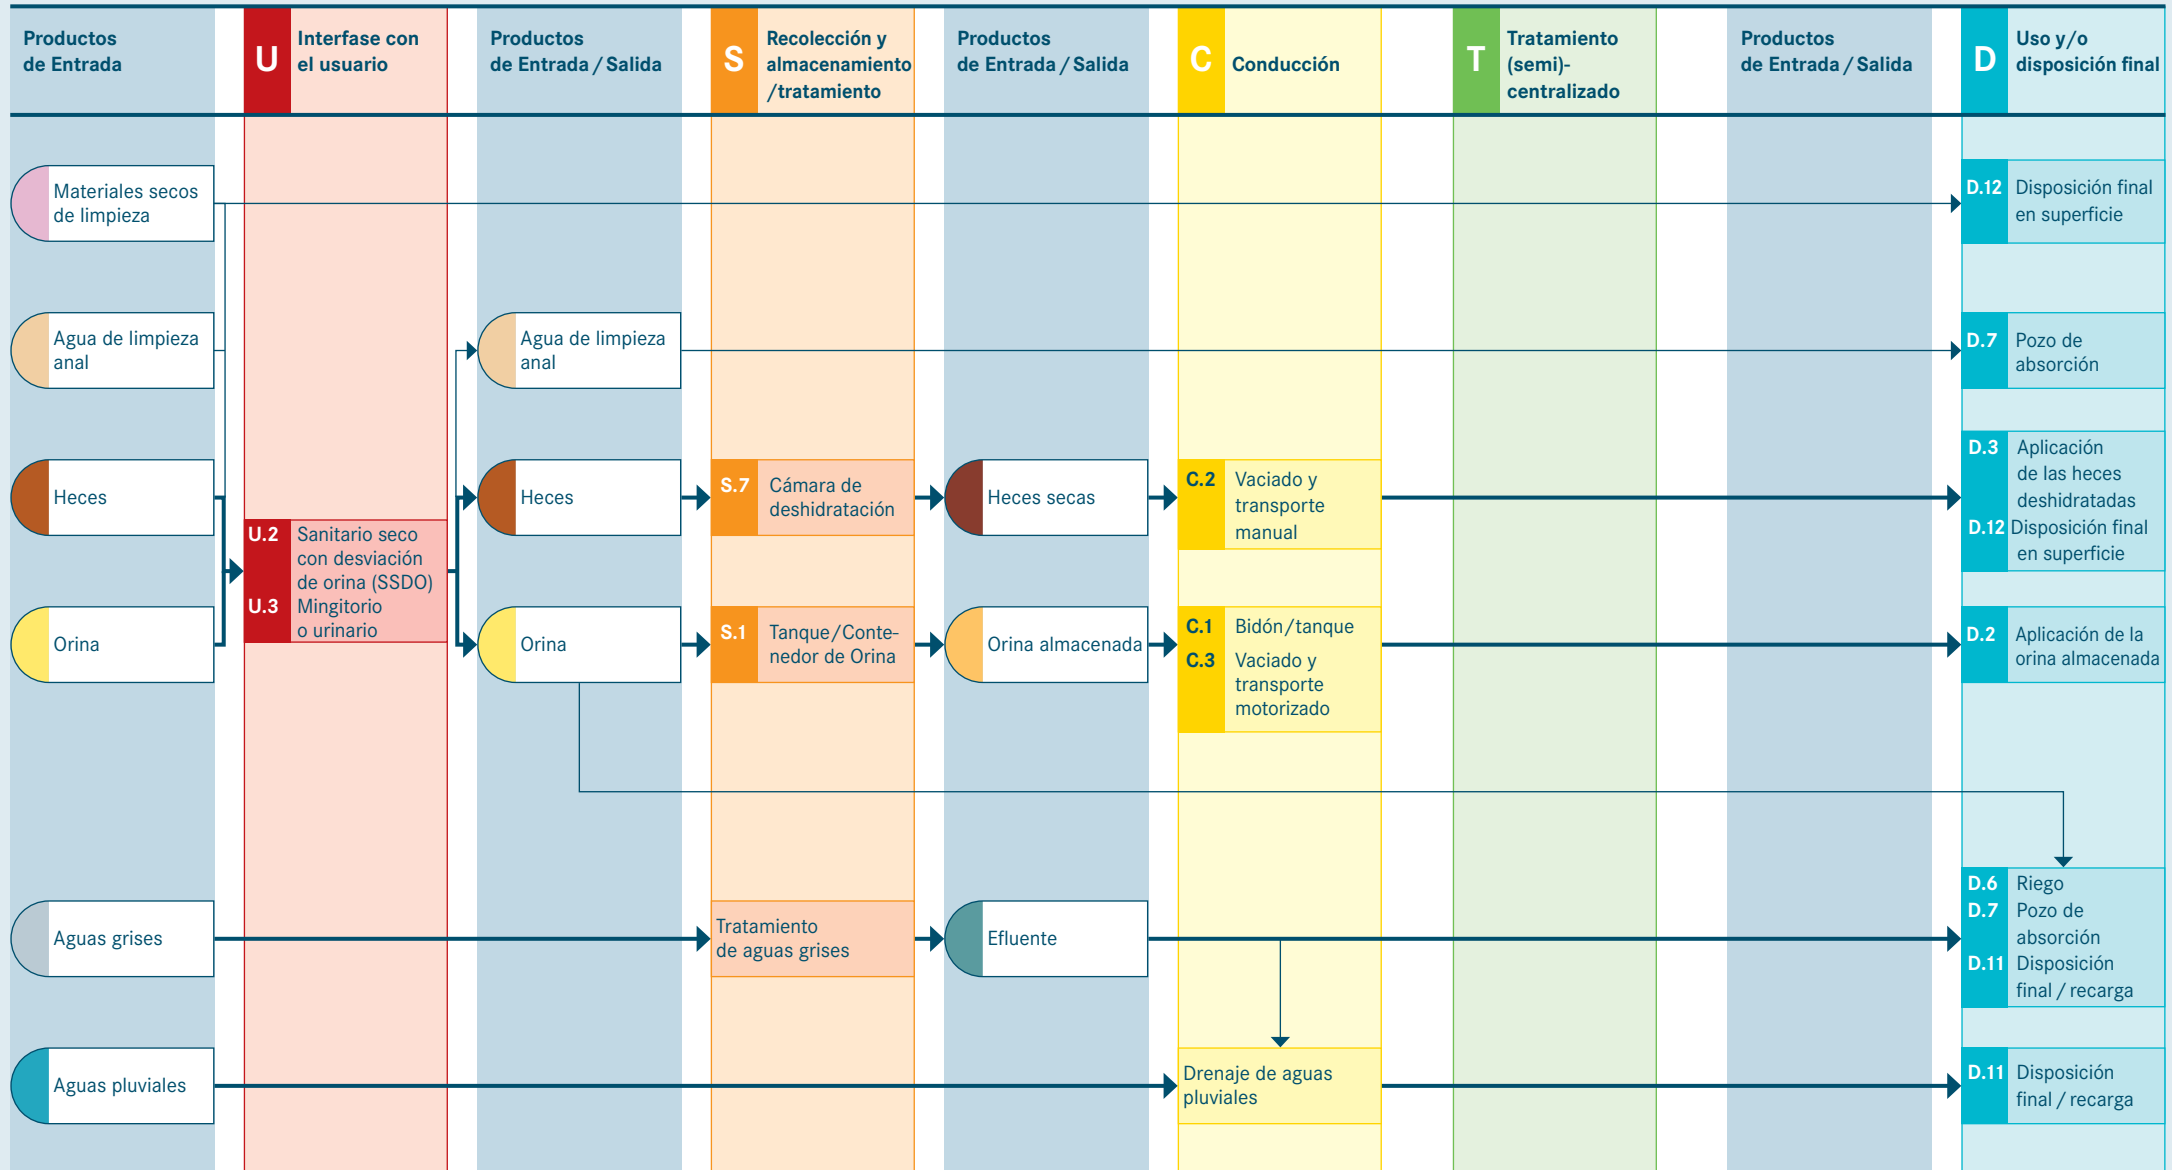 Productos
de Entrada
U
Interfase con
el usuario
Productos
de Entrada / Salida
S
Recolección y
almacenamiento
/tratamiento
Productos
de Entrada / Salida
C
Conducción
T
Tratamiento
(semi)-
centralizado
Productos
de Entrada / Salida
D
Uso y/o
disposición final
Materiales secos
de limpieza
D.12 Disposición final
en superficie
Agua de limpieza
anal
Agua de limpieza
anal
D.7 Pozo de
absorción
Heces
Heces
S.7 Cámara de
deshidratación
Heces secas
C.2 Vaciado y
transporte
manual
D.3 Aplicación
de las heces
deshidratadas
D.12 Disposición final
en superficie
U.2 Sanitario seco
con desviación
de orina (SSDO)
U.3 Mingitorio
o urinario
Orina
Orina
S.1 Tanque/Conte-
nedor de Orina
Orina almacenada
C.1 Bidón/tanque
C.3 Vaciado y
transporte
motorizado
D.2 Aplicación de la
orina almacenada
Aguas grises
Tratamiento
de aguas grises
Efluente
D.6 Riego
D.7 Pozo de
absorción
D.11 Disposición
final / recarga
Aguas pluviales
Drenaje de aguas
pluviales
D.11 Disposición
final / recarga